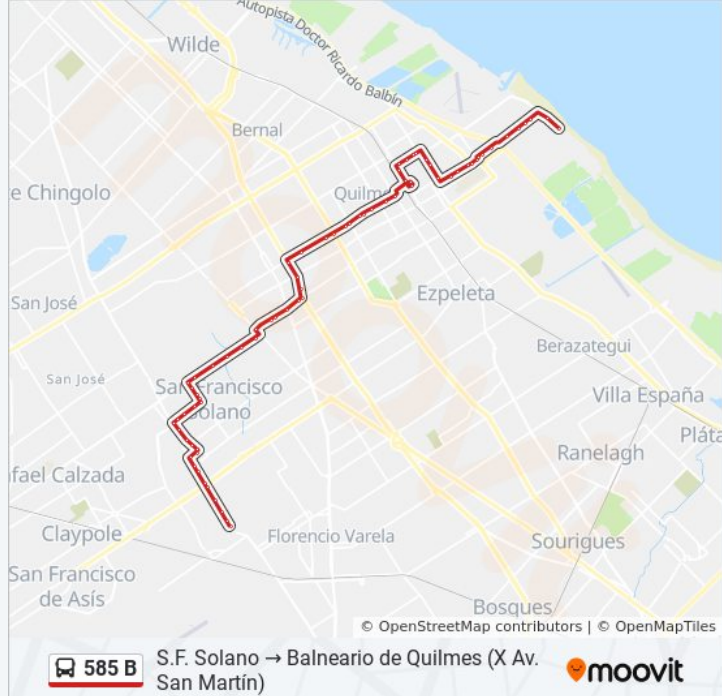 Autopista Doctor Ricardo Balbín
Wilde
Bernal
e Chingolo
Quilme
San José
Ezpeleta
Berazategui
San José
San Francisco
Solano
Villa España
Pláta
Ranelagh
afael Calzada
Claypole
Florencio Varela
Sourigues
San Francisco
de Asís
Bosques
© OpenStreetMap contributors | © OpenMapTiles
585 B
S.F. Solano → Balneario de Quilmes (X Av.
San Martín)
moovit